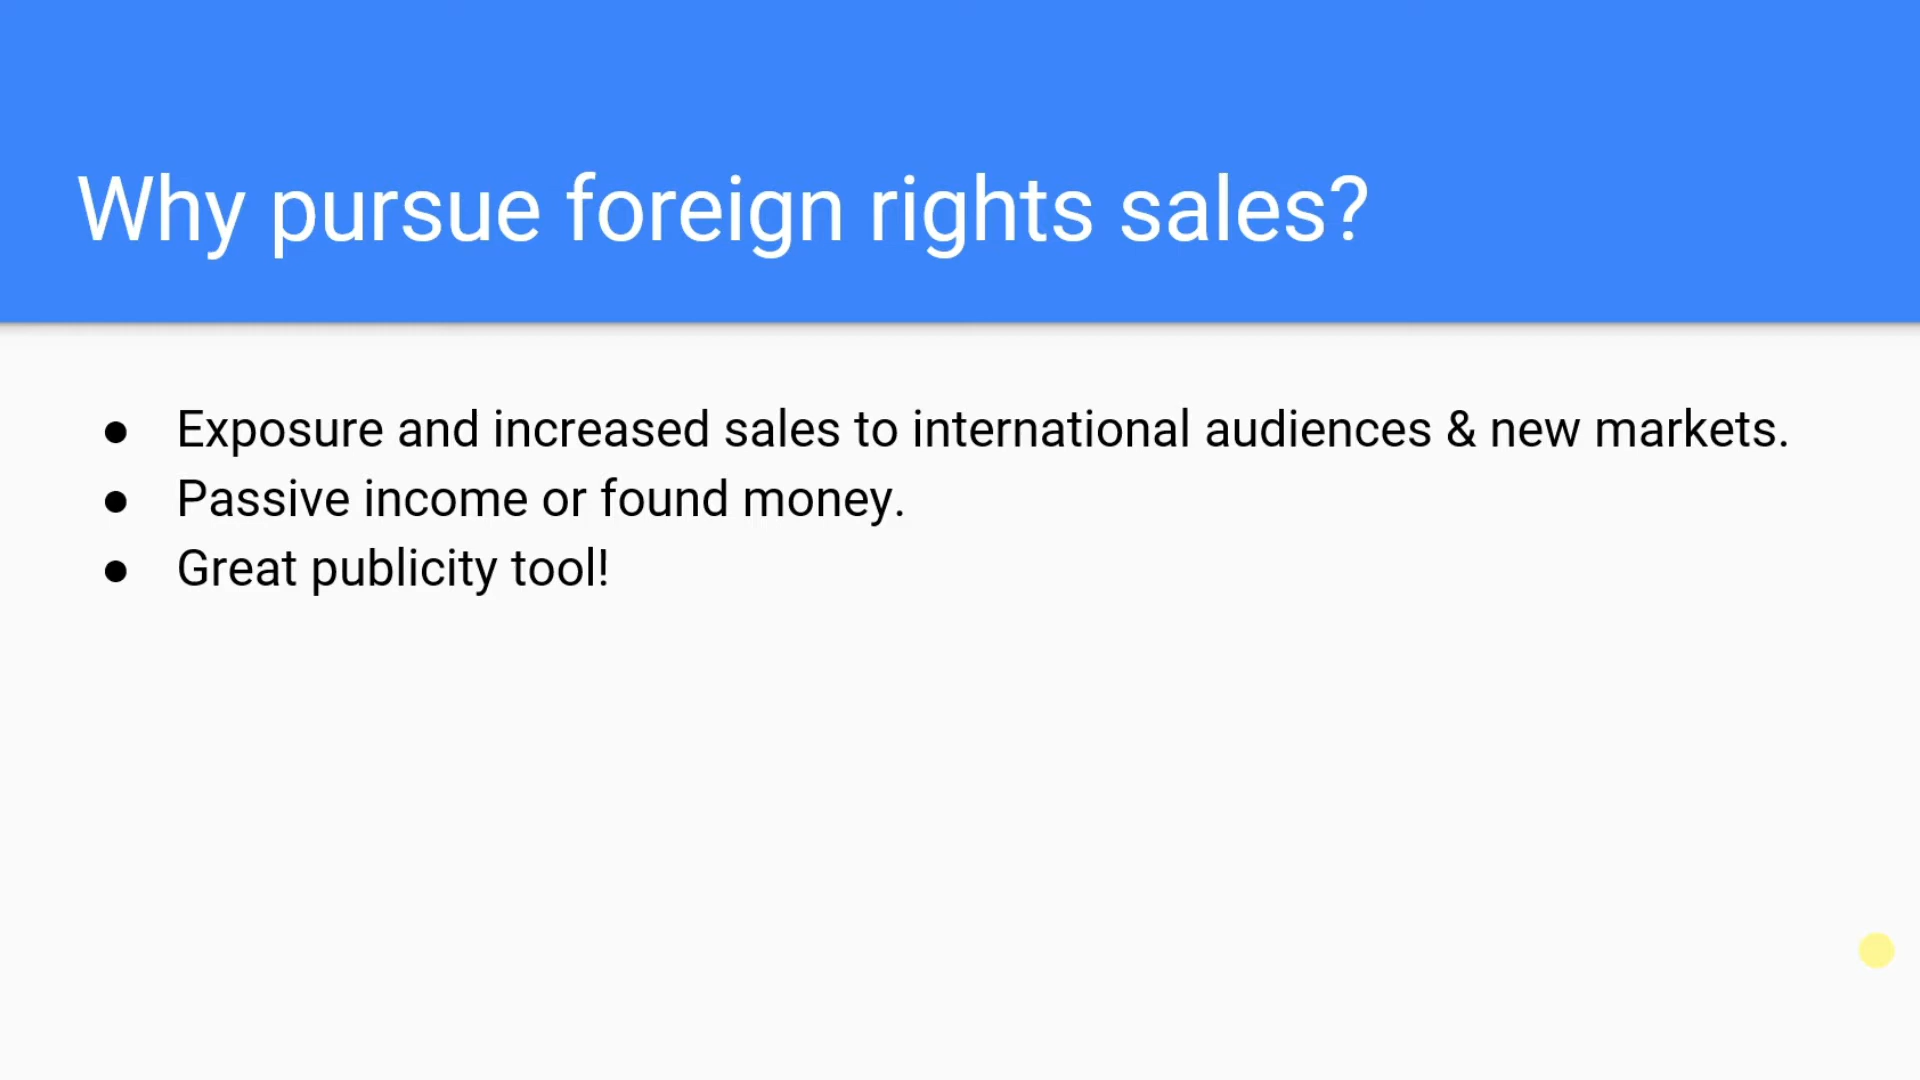 Why pursue foreign rights sales?
● Exposure and increased sales to international audiences & new markets.
● Passive income or found money.
● Great publicity tool!